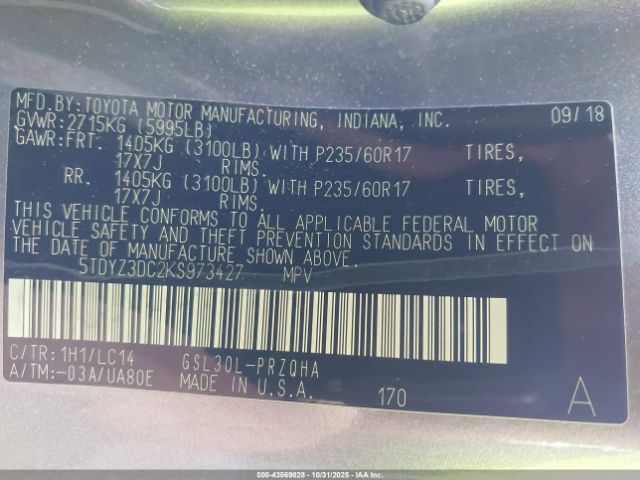 MFD.BY:TOYOTA MOTOR MANUFACTURING, INDIANA, INC. 09/18
GVWR:2715KG (5995LB)
GAWR:FRT. 1405KG (3100LB) WITH P235/60R17 TIRES,
17X7J RIMS.
RR. 1405KG (3100LB) WITH P235/60R17 TIRES,
17X7J RIMS.
THIS VEHICLE CONFORMS TO ALL APPLICABLE FEDERAL MOTOR
VEHICLE SAFETY AND THEFT PREVENTION STANDARDS IN EFFECT ON
THE DATE OF MANUFACTURE SHOWN ABOVE.
5TDYZ3DC2KS973427 MPV
C/TR:1H1/LC14 GSL30L-PRZQHA
A/TM:-03A/UA80E MADE IN U.S.A. 170 A
000-43569828 10/31/2025 IAAI.com